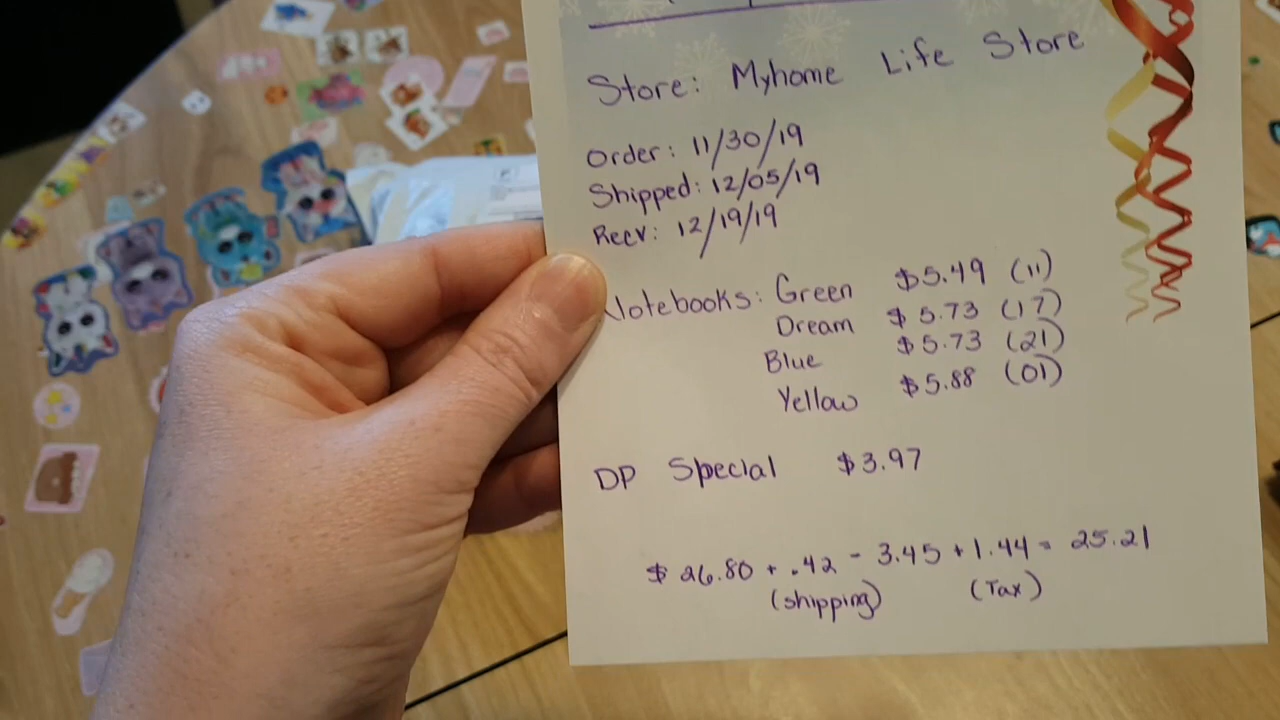 Store: Myhome Life Store
Order: 11/30/19
Shipped: 12/05/19
Recv: 12/19/19
Notebooks: Green $5.49 (11)
Dream $5.73 (17)
Blue $5.73 (21)
Yellow $5.88 (01)
DP Special $3.97
$26.80 + .42 - 3.45 + 1.44 = 25.21
(shipping) (Tax)